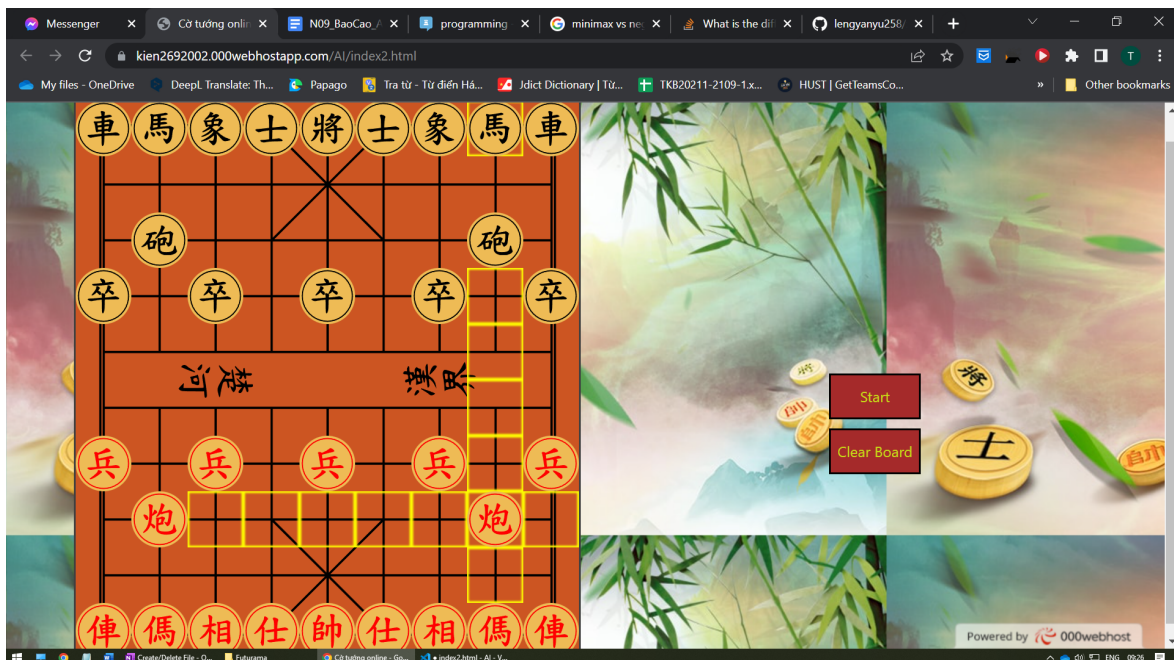 Messenger
Cờ tướng onlin
N09_BaoCao_A
programming
minimax vs ne
What is the dif
lengyanyu258/
kien2692002.000webhostapp.com/AI/index2.html
T
My files - OneDrive
DeepL Translate: Th...
Papago
Tra từ - Từ điển Há...
Jdict Dictionary | Từ...
TKB20211-2109-1.x...
HUST | GetTeamsCo...
»
Other bookmarks
車 馬 象 士 將 士 象 馬 車
砲 砲
卒 卒 卒 卒 卒
楚河 漢界
兵 兵 兵 兵 兵
炮 炮
俥 傌 相 仕 帥 仕 相 傌 俥
將
將
士
Start
Clear Board
Powered by 000webhost
Create/Delete File - O...
Futurama
Cờ tướng online - Go...
index2.html - AI - V...
ENG
09:26